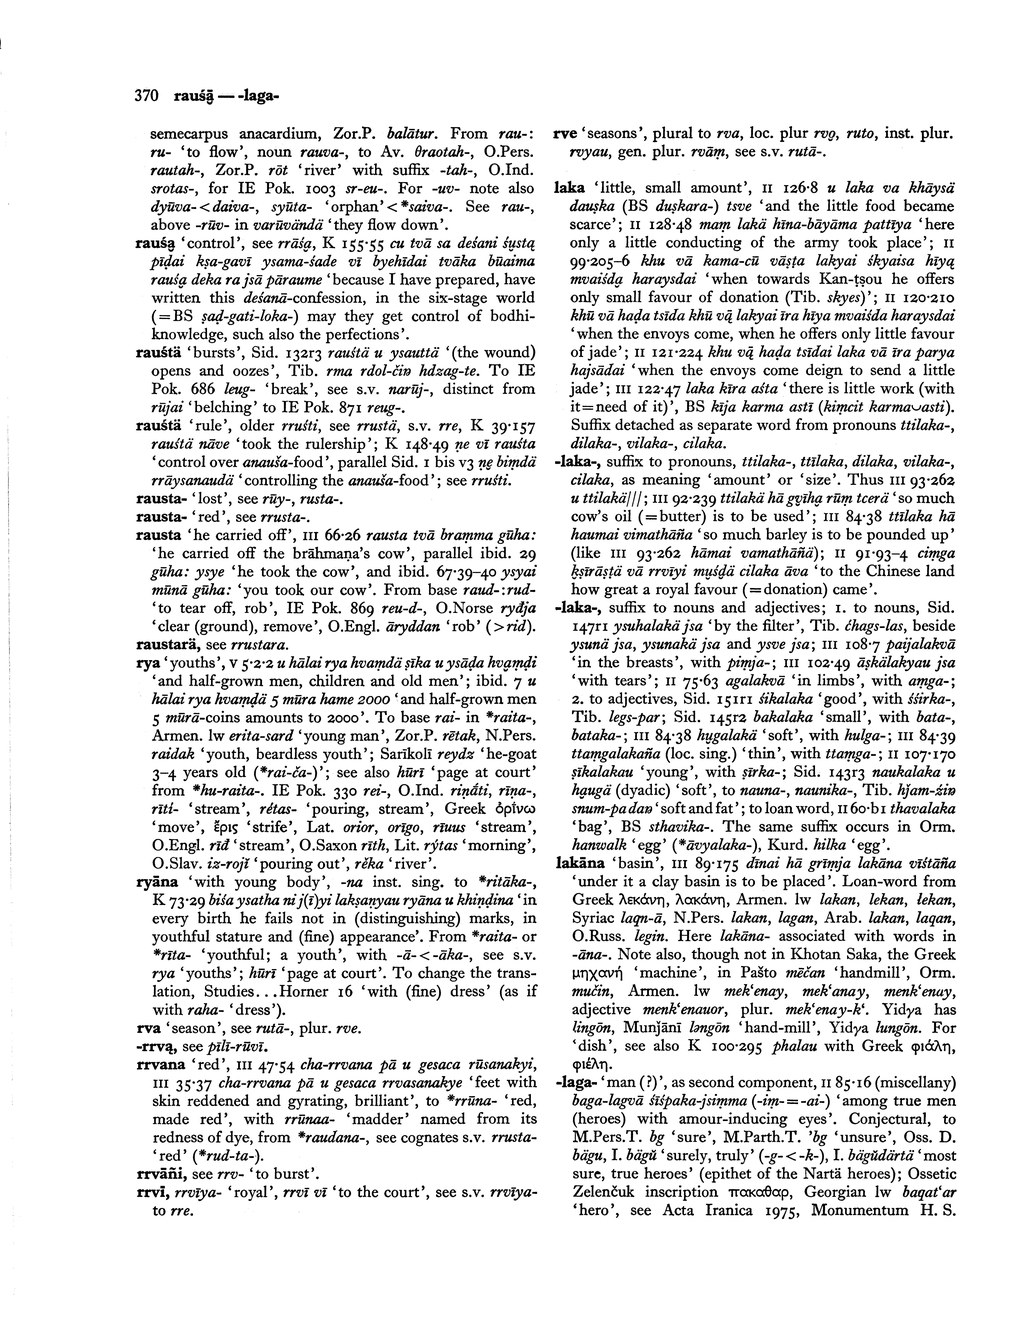 370 rauśą — -laga-
semecarpus anacardium, Zor.P. balātur. From rau-:
ru- ‘to flow’, noun rauva-, to Av. θraotah-, O.Pers.
rautah-, Zor.P. rōt ‘river’ with suffix -tah-, O.Ind.
srotas-, for IE Pok. 1003 sr-eu-. For -uv- note also
dyūva- < daiva-, syūta- ‘orphan’ < *saiva-. See rau-,
above -rūv- in varūvändä ‘they flow down’.
rauśą ‘control’, see rrāśą, K 155·55 cu tvā sa deśani śụstą
pīḍai kṣa-gavī ysama-śade vī byehīdai tvāka būaima
rauśą deka ra jsā pāraume ‘because I have prepared, have
written this deśanā-confession, in the six-stage world
(= BS ṣaḍ-gati-loka-) may they get control of bodhi-
knowledge, such also the perfections’.
rauśtä ‘bursts’, Sid. 132r3 rauśtä u ysauttä ‘(the wound)
opens and oozes’, Tib. rma rdol-čiṅ hdzag-te. To IE
Pok. 686 leug- ‘break’, see s.v. narūj-, distinct from
rūjai ‘belching’ to IE Pok. 871 reug-.
rauśtä ‘rule’, older rruśti, see rrustä, s.v. rre, K 39·157
rauśtä nāve ‘took the rulership’; K 148·49 ṇe vī rauśta
‘control over anauša-food’, parallel Sid. 1 bis v3 ṇę biṃdä
rrāysanaudä ‘controlling the anauša-food’; see rruśti.
rausta- ‘lost’, see rūy-, rusta-.
rausta- ‘red’, see rrusta-.
rausta ‘he carried off’, III 66·26 rausta tvā bramma gūha:
‘he carried off the brāhmaṇa’s cow’, parallel ibid. 29
gūha: ysye ‘he took the cow’, and ibid. 67·39–40 ysyai
mūnā gūha: ‘you took our cow’. From base raud-:rud-
‘to tear off, rob’, IE Pok. 869 reu-d-, O.Norse ryðja
‘clear (ground), remove’, O.Engl. āryddan ‘rob’ (> rid).
raustarä, see rrustara.
rya ‘youths’, V 5·2·2 u hālai rya hvaṃdä ṣīka u ysāḍa hvąmḍi
‘and half-grown men, children and old men’; ibid. 7 u
hālai rya hvaṃḍä 5 mūra hame 2000 ‘and half-grown men
5 mūrā-coins amounts to 2000’. To base rai- in *raita-,
Armen. lw erita-sard ‘young man’, Zor.P. rētak, N.Pers.
raidak ‘youth, beardless youth’; Sarīkolī reydz ‘he-goat
3–4 years old (*rai-ča-)’; see also hūrī ‘page at court’
from *hu-raita-. IE Pok. 330 rei-, O.Ind. riṇā́ti, rīṇa-,
rīti- ‘stream’, rétas- ‘pouring, stream’, Greek ὀρίνω
‘move’, ἔρις ‘strife’, Lat. orior, orīgo, rīuus ‘stream’,
O.Engl. rīð ‘stream’, O.Saxon rīth, Lit. rýtas ‘morning’,
O.Slav. iz-rojĭ ‘pouring out’, rěka ‘river’.
ryāna ‘with young body’, -na inst. sing. to *ritāka-,
K 73·29 biśa ysatha ni j(ī)yi lakṣaṇyau ryāna u khiṇḍina ‘in
every birth he fails not in (distinguishing) marks, in
youthful stature and (fine) appearance’. From *raita- or
*rīta- ‘youthful; a youth’, with -ā- < -āka-, see s.v.
rya ‘youths’; hūrī ‘page at court’. To change the trans-
lation, Studies...Horner 16 ‘with (fine) dress’ (as if
with raha- ‘dress’).
rva ‘season’, see rutā-, plur. rve.
-rrvą, see pīlī-rūvī.
rrvana ‘red’, III 47·54 cha-rrvana pā u gesaca rūsanakyi,
III 35·37 cha-rrvana pā u gesaca rrvasanakye ‘feet with
skin reddened and gyrating, brilliant’, to *rrūna- ‘red,
made red’, with rrūnaa- ‘madder’ named from its
redness of dye, from *raudana-, see cognates s.v. rrusta-
‘red’ (*rud-ta-).
rrvāñi, see rrv- ‘to burst’.
rrvī, rrvīya- ‘royal’, rrvī vī ‘to the court’, see s.v. rrvīya-
to rre.
rve ‘seasons’, plural to rva, loc. plur rvą, ruto, inst. plur.
rvyau, gen. plur. rvāṃ, see s.v. rutā-.
laka ‘little, small amount’, II 126·8 u laka va khāysä
dauṣka (BS duṣkara-) tsve ‘and the little food became
scarce’; II 128·48 maṃ lakä hīna-bāyāma pattīya ‘here
only a little conducting of the army took place’; II
99·205–6 khu vā kama-cū vāṣṭa lakyai śkyaisa hīyą
mvaiśḍą haraysdai ‘when towards Kan-ṭṣou he offers
only small favour of donation (Tib. skyes)’; II 120·210
khū vā haḍa tsīda khū vą̄ lakyai īra hīya mvaiśḍa haraysdai
‘when the envoys come, when he offers only little favour
of jade’; II 121·224 khu vą̄ haḍa tsīdai laka vā īra parya
hajsādai ‘when the envoys come deign to send a little
jade’; III 122·47 laka kīra aśta ‘there is little work (with
it = need of it)’, BS kija karma astī (kiṃcit karma‿asti).
Suffix detached as separate word from pronouns ttilaka-,
dilaka-, vilaka-, cilaka.
-laka-, suffix to pronouns, ttilaka-, ttīlaka, dilaka, vilaka-,
cilaka, as meaning ‘amount’ or ‘size’. Thus III 93·262
u ttilakä///; III 92·239 ttilakä hā gvīhą rūṃ tcerä ‘so much
cow’s oil (= butter) is to be used’; III 84·38 ttīlaka hā
haumai vimathāña ‘so much barley is to be pounded up’
(like III 93·262 hāmai vamathāñä); II 91·93–4 ciṃga
kṣīrāṣṭä vā rrvīyi mụśḍä cilaka āva ‘to the Chinese land
how great a royal favour (= donation) came’.
-laka-, suffix to nouns and adjectives; 1. to nouns, Sid.
147r1 ysuhalakä jsa ‘by the filter’, Tib. ćhags-las, beside
ysunä jsa, ysunakä jsa and ysve jsa; III 108·7 paijalakvā
‘in the breasts’, with piṃja-; III 102·49 āṣkälakyau jsa
‘with tears’; II 75·63 agalakvā ‘in limbs’, with aṃga-;
2. to adjectives, Sid. 151r1 śikalaka ‘good’, with śśirka-,
Tib. legs-par; Sid. 145r2 bakalaka ‘small’, with bata-,
bataka-; III 84·38 hụgalakä ‘soft’, with hulga-; III 84·39
ttaṃgalakaña (loc. sing.) ‘thin’, with ttaṃga-; II 107·170
ṣīkalakau ‘young’, with ṣīrka-; Sid. 143r3 naukalaka u
hąugā (dyadic) ‘soft’, to nauna-, naunika-, Tib. hjam-źiṅ
snum-pa daṅ ‘soft and fat’; to loan word, II 60·b1 thavalaka
‘bag’, BS sthavika-. The same suffix occurs in Orm.
hanwalk ‘egg’ (*āvyalaka-), Kurd. hilka ‘egg’.
lakāna ‘basin’, III 89·175 dīnai hā grīṃja lakāna vīśtāña
‘under it a clay basin is to be placed’. Loan-word from
Greek λεκάνη, λακάνη, Armen. lw lakan, lekan, łekan,
Syriac laqn-ā, N.Pers. lakan, lagan, Arab. lakan, laqan,
O.Russ. legin. Here lakāna- associated with words in
-āna-. Note also, though not in Khotan Saka, the Greek
μηχανή ‘machine’, in Pašto mēčan ‘handmill’, Orm.
mučin, Armen. lw mek‘enay, mek‘anay, menk‘enay,
adjective menk‘enauor, plur. mek‘enay-k‘. Yidγa has
lingōn, Munjānī lǝngōn ‘hand-mill’, Yidγa lungōn. For
‘dish’, see also K 100·295 phalau with Greek φιάλη,
φιέλη.
-laga- ‘man (?)’, as second component, II 85·16 (miscellany)
baga-lagvā śīśpaka-jsiṃma (-iṃ- = -ai-) ‘among true men
(heroes) with amour-inducing eyes’. Conjectural, to
M.Pers.T. bg ‘sure’, M.Parth.T. ’bg ‘unsure’, Oss. D.
bägu, I. bägŭ ‘surely, truly’ (-g- < -k-), I. bägŭdärtä ‘most
sure, true heroes’ (epithet of the Nartä heroes); Ossetic
Zelenčuk inscription πακαθαρ, Georgian lw baqat‘ar
‘hero’, see Acta Iranica 1975, Monumentum H. S.